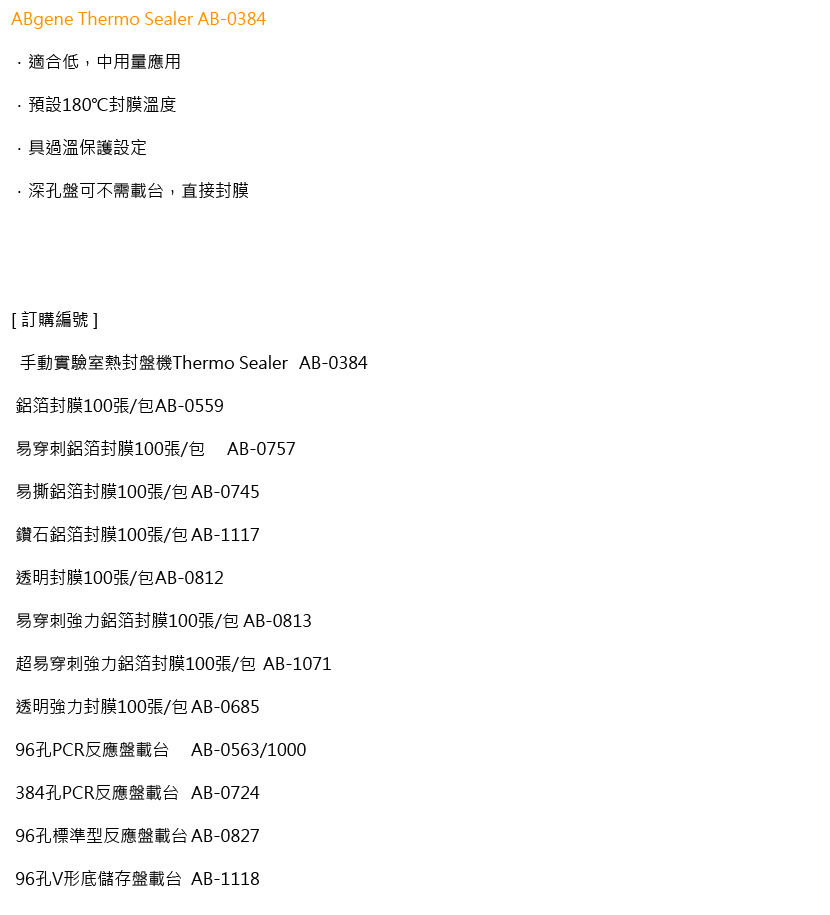 ABgene Thermo Sealer AB-0384
．適合低，中用量應用
．預設180℃封膜溫度
．具過溫保護設定
．深孔盤可不需載台，直接封膜
[ 訂購編號 ]
手動實驗室熱封盤機Thermo Sealer AB-0384
鋁箔封膜100張/包AB-0559
易穿刺鋁箔封膜100張/包 AB-0757
易撕鋁箔封膜100張/包 AB-0745
鑽石鋁箔封膜100張/包 AB-1117
透明封膜100張/包AB-0812
易穿刺強力鋁箔封膜100張/包 AB-0813
超易穿刺強力鋁箔封膜100張/包 AB-1071
透明強力封膜100張/包 AB-0685
96孔PCR反應盤載台 AB-0563/1000
384孔PCR反應盤載台 AB-0724
96孔標準型反應盤載台 AB-0827
96孔V形底儲存盤載台 AB-1118